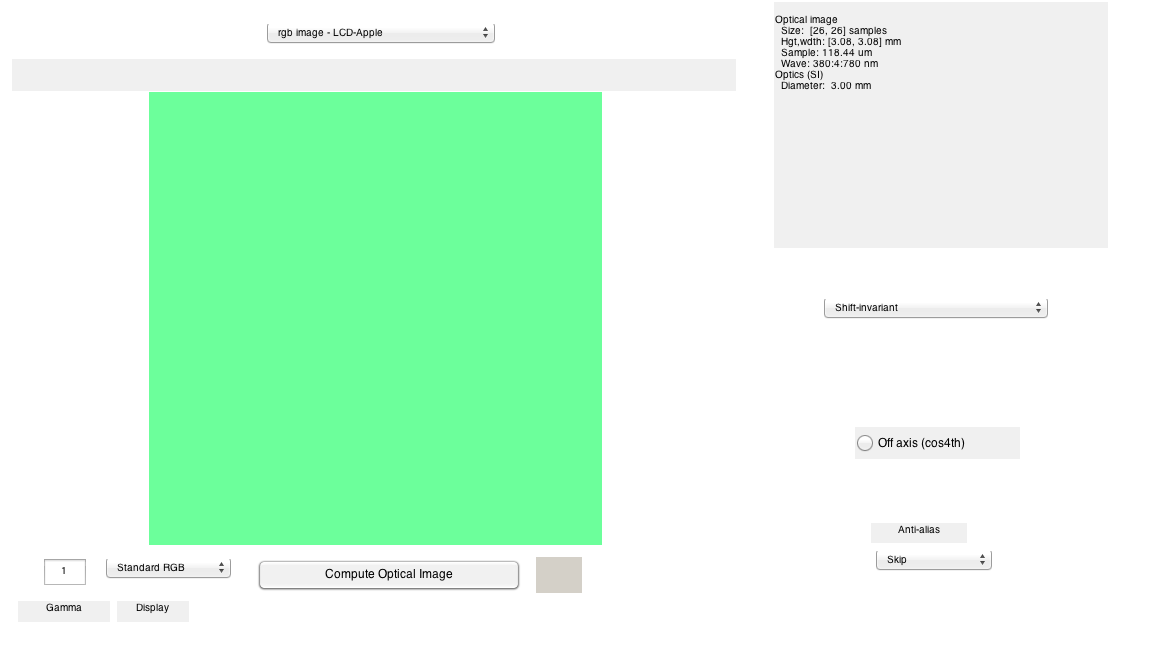 rgb image - LCD-Apple
Optical image
Size:  [26, 26] samples
Hgt,wdth: [3.08, 3.08] mm
Sample: 118.44 um
Wave: 380:4:780 nm
Optics (SI)
Diameter:  3.00 mm
Shift-invariant
Off axis (cos4th)
Anti-alias
Skip
1
Standard RGB
Compute Optical Image
Gamma
Display